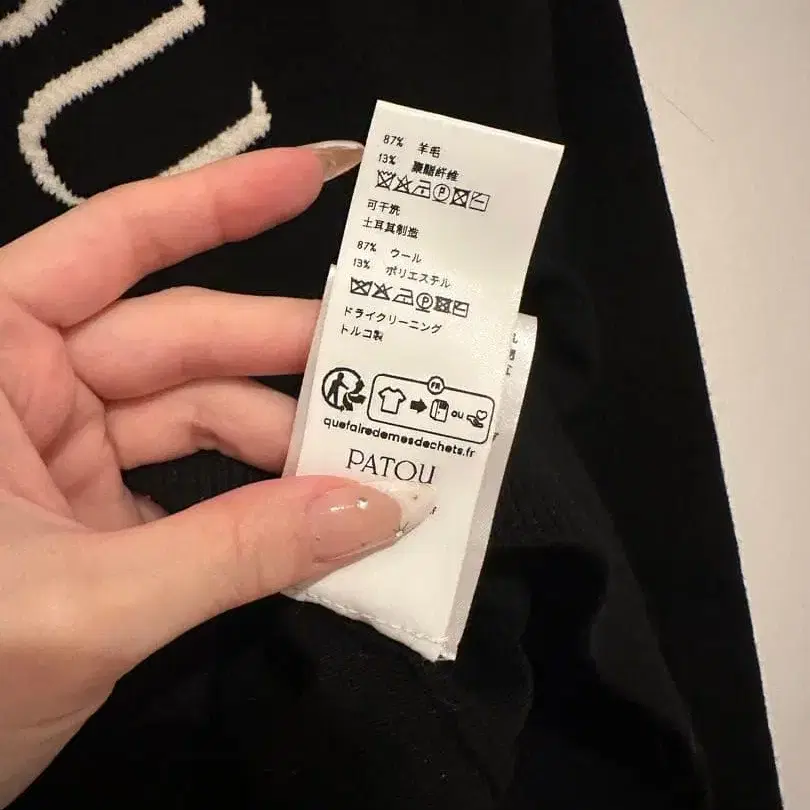 87% 羊毛
13% 聚酯纤维
可干洗
土耳其制造
87% ウール
13% ポリエステル
ドライクリーニング
トルコ製
FR
ou
quefairedemesdechets.fr
PATOU